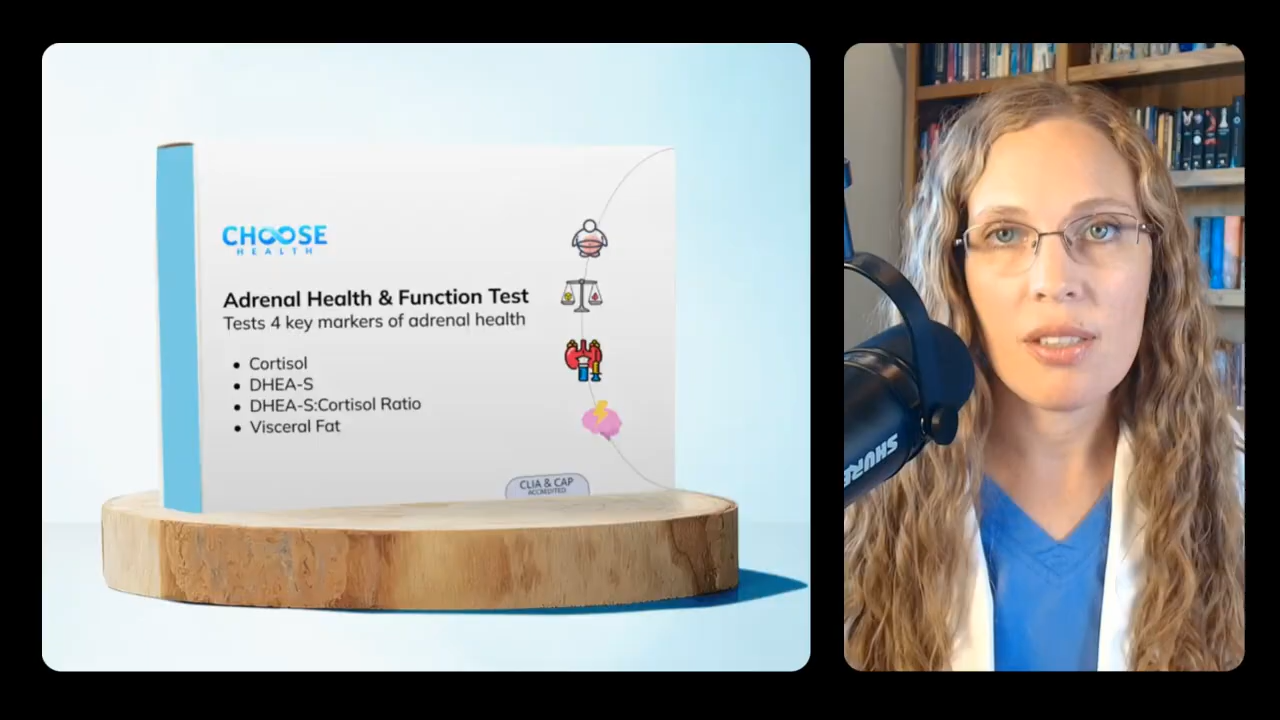 CHOOSE
HEALTH
Adrenal Health & Function Test
Tests 4 key markers of adrenal health
• Cortisol
• DHEA-S
• DHEA-S:Cortisol Ratio
• Visceral Fat
CLIA & CAP
ACCREDITED
SHURE